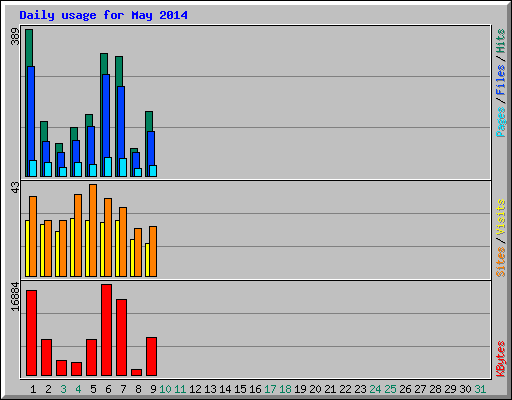 Daily usage for May 2014
389
Pages / Files / Hits
43
Sites / Visits
16884
KBytes
1 2 3 4 5 6 7 8 9 10 11 12 13 14 15 16 17 18 19 20 21 22 23 24 25 26 27 28 29 30 31